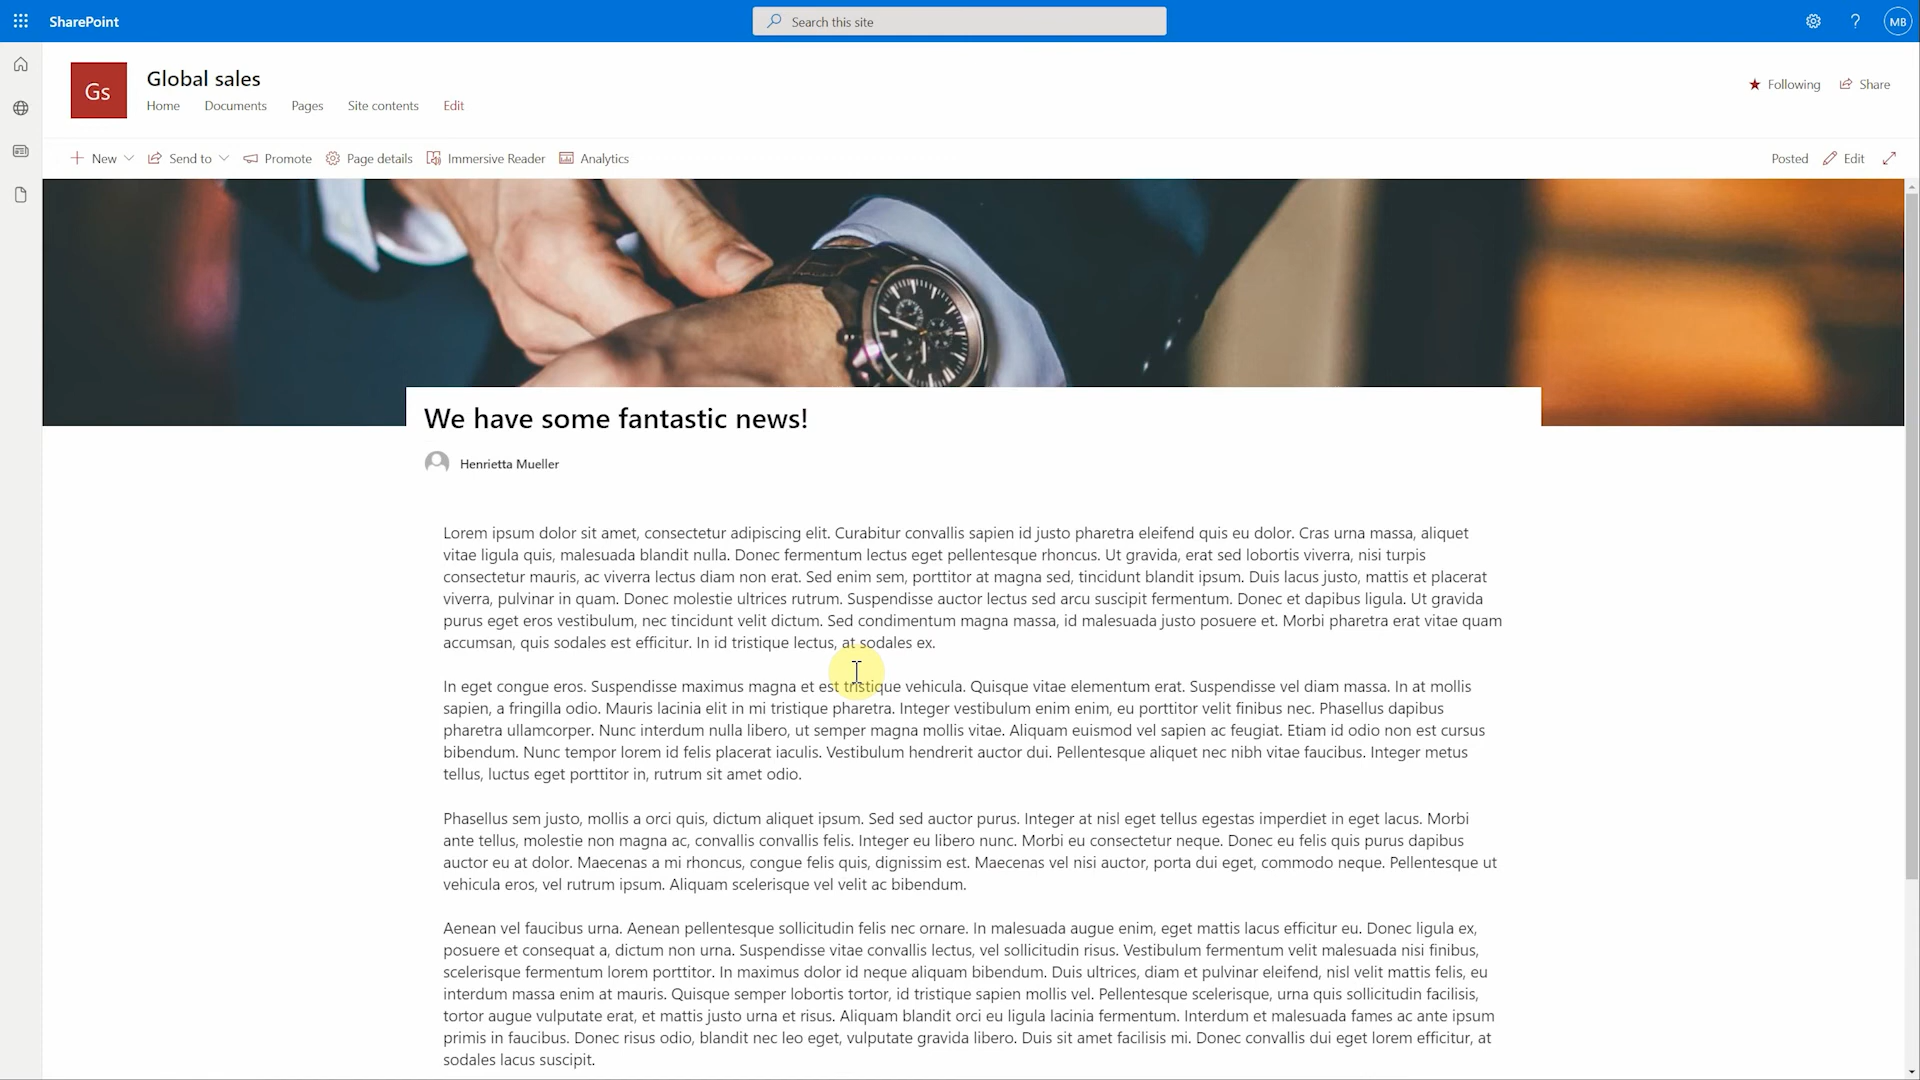 SharePoint
Search this site
?
MB
Gs
Global sales
Home Documents Pages Site contents Edit
Following Share
New Send to Promote Page details Immersive Reader Analytics
Posted Edit
We have some fantastic news!
Henrietta Mueller
Lorem ipsum dolor sit amet, consectetur adipiscing elit. Curabitur convallis sapien id justo pharetra eleifend quis eu dolor. Cras urna massa, aliquet
vitae ligula quis, malesuada blandit nulla. Donec fermentum lectus eget pellentesque rhoncus. Ut gravida, erat sed lobortis viverra, nisi turpis
consectetur mauris, ac viverra lectus diam non erat. Sed enim sem, porttitor at magna sed, tincidunt blandit ipsum. Duis lacus justo, mattis et placerat
viverra, pulvinar in quam. Donec molestie ultrices rutrum. Suspendisse auctor lectus sed arcu suscipit fermentum. Donec et dapibus ligula. Ut gravida
purus eget eros vestibulum, nec tincidunt velit dictum. Sed condimentum magna massa, id malesuada justo posuere et. Morbi pharetra erat vitae quam
accumsan, quis sodales est efficitur. In id tristique lectus, at sodales ex.
In eget congue eros. Suspendisse maximus magna et est tristique vehicula. Quisque vitae elementum erat. Suspendisse vel diam massa. In at mollis
sapien, a fringilla odio. Mauris lacinia elit in mi tristique pharetra. Integer vestibulum enim enim, eu porttitor velit finibus nec. Phasellus dapibus
pharetra ullamcorper. Nunc interdum nulla libero, ut semper magna mollis vitae. Aliquam euismod vel sapien ac feugiat. Etiam id odio non est cursus
bibendum. Nunc tempor lorem id felis placerat iaculis. Vestibulum hendrerit auctor dui. Pellentesque aliquet nec nibh vitae faucibus. Integer metus
tellus, luctus eget porttitor in, rutrum sit amet odio.
Phasellus sem justo, mollis a orci quis, dictum aliquet ipsum. Sed sed auctor purus. Integer at nisl eget tellus egestas imperdiet in eget lacus. Morbi
ante tellus, molestie non magna ac, convallis convallis felis. Integer eu libero nunc. Morbi eu consectetur neque. Donec eu felis quis purus dapibus
auctor eu at dolor. Maecenas a mi rhoncus, congue felis quis, dignissim est. Maecenas vel nisi auctor, porta dui eget, commodo neque. Pellentesque ut
vehicula eros, vel rutrum ipsum. Aliquam scelerisque vel velit ac bibendum.
Aenean vel faucibus urna. Aenean pellentesque sollicitudin felis nec ornare. In malesuada augue enim, eget mattis lacus efficitur eu. Donec ligula ex,
posuere et consequat a, dictum non urna. Suspendisse vitae convallis lectus, vel sollicitudin risus. Vestibulum fermentum velit malesuada nisi finibus,
scelerisque fermentum lorem porttitor. In maximus dolor id neque aliquam bibendum. Duis ultrices, diam et pulvinar eleifend, nisl velit mattis felis, eu
interdum massa enim at mauris. Quisque semper lobortis tortor, id tristique sapien mollis vel. Pellentesque scelerisque, urna quis sollicitudin facilisis,
tortor augue vulputate erat, et mattis justo urna et risus. Aliquam blandit orci eu ligula lacinia fermentum. Interdum et malesuada fames ac ante ipsum
primis in faucibus. Donec risus odio, blandit nec leo eget, vulputate gravida libero. Duis sit amet facilisis mi. Donec convallis dui eget lorem efficitur, at
sodales lacus suscipit.